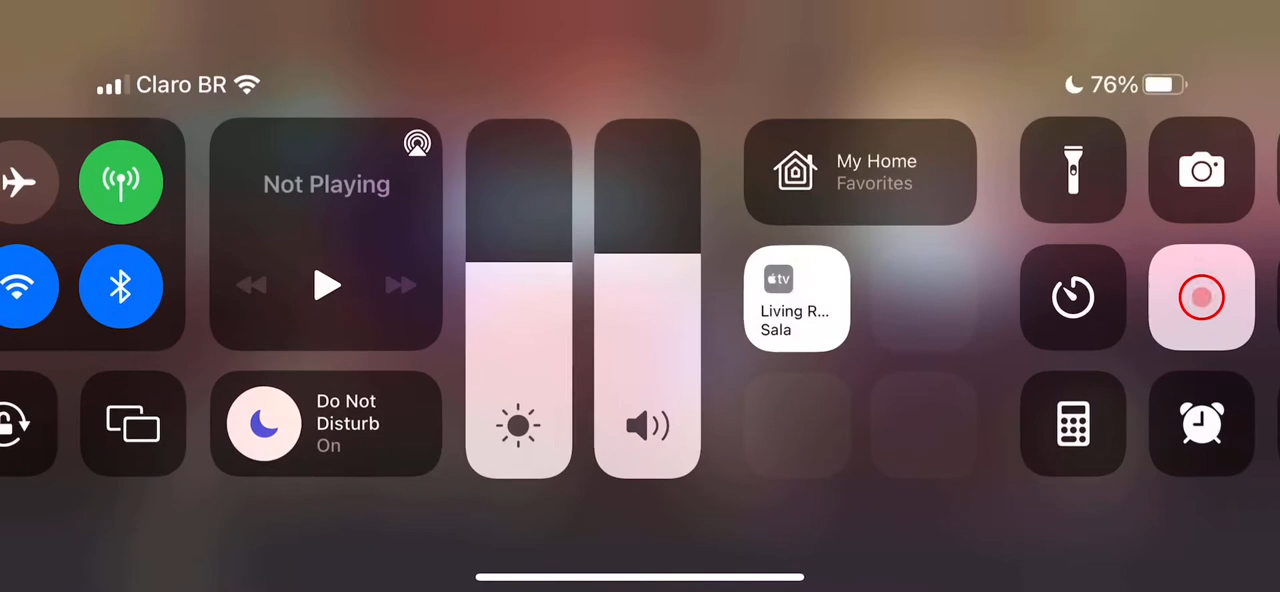 Claro BR
76%
Not Playing
My Home
Favorites
tv
Living R...
Sala
Do Not
Disturb
On